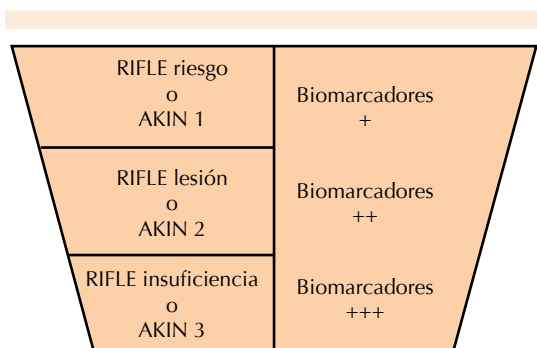 RIFLE riesgo
o
AKIN 1
Biomarcadores
+
RIFLE lesión
o
AKIN 2
Biomarcadores
++
RIFLE insuficiencia
o
AKIN 3
Biomarcadores
+++